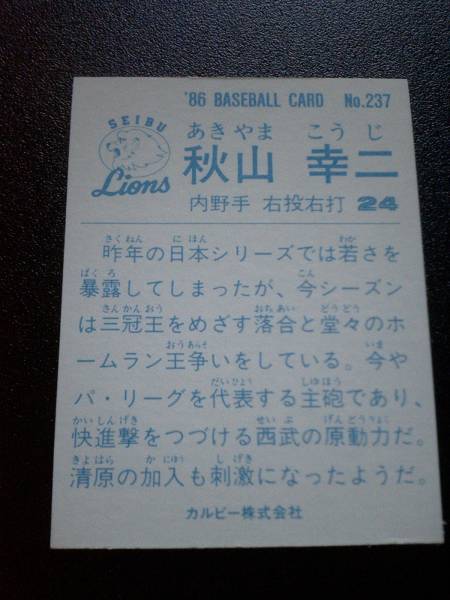 '86 BASEBALL CARD No.237
SEIBU
Lions
あきやま こうじ
秋山 幸二
内野手 右投右打 24
さくねん に ほん わか
昨年の日本シリーズでは若さを
ばく ろ こん
暴露してしまったが、今シーズン
さんかんおう おちあい どうどう
は三冠王をめざす落合と堂々のホ
おうあらそ いま
ームラン王争いをしている。今や
だいひょう しゅほう
パ・リーグを代表する主砲であり、
かいしんげき せい ぶ げんどうりょく
快進撃をつづける西武の原動力だ。
きよはら か にゅう し げき
清原の加入も刺激になったようだ。
カルビー株式会社